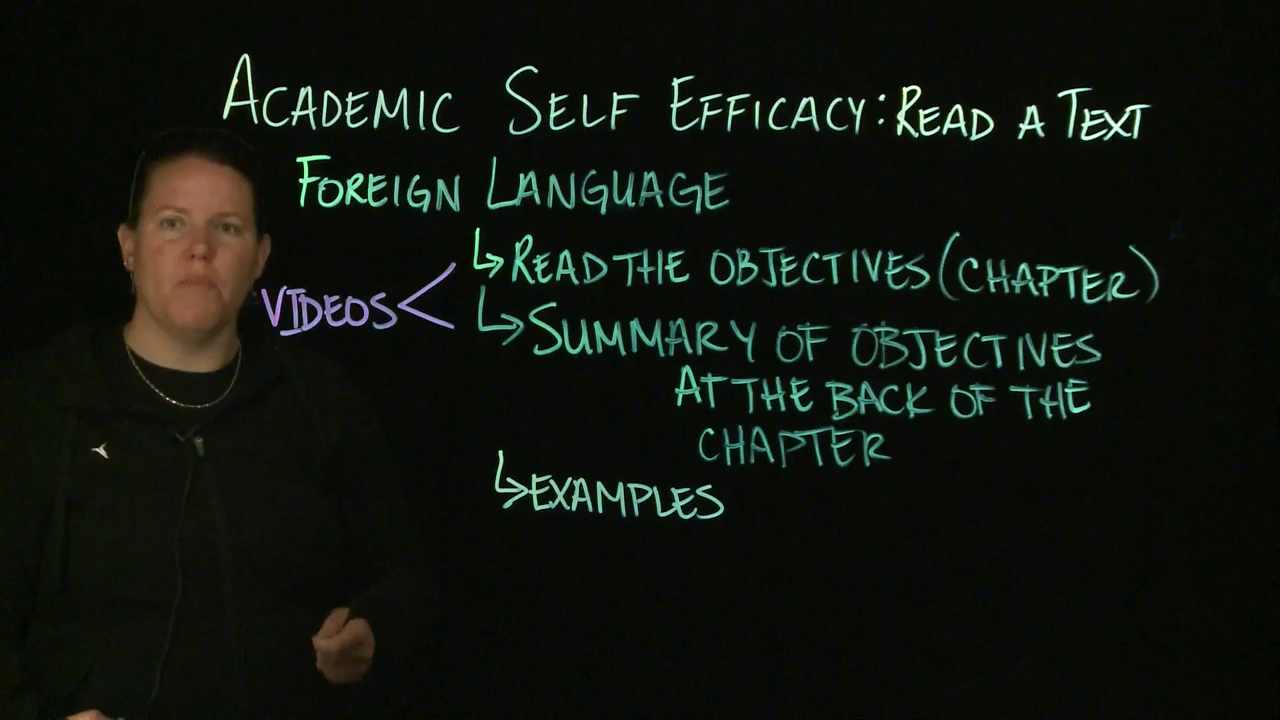 ACADEMIC SELF EFFICACY: READ A TEXT
FOREIGN LANGUAGE
↳ READ THE OBJECTIVES (CHAPTER)
VIDEOS <
↳ SUMMARY OF OBJECTIVES
AT THE BACK OF THE
CHAPTER
↳ EXAMPLES